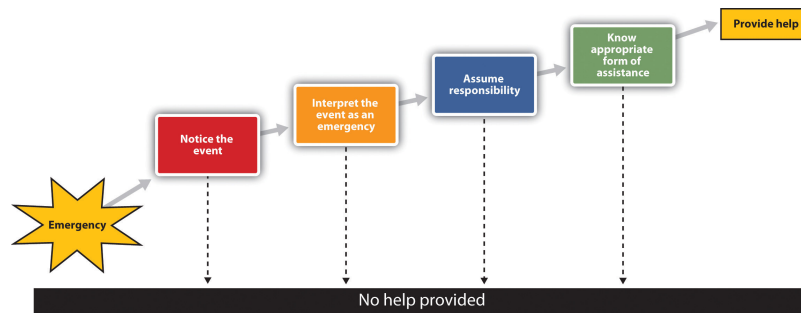 Emergency
Notice the
event
Interpret the
event as an
emergency
Assume
responsibility
Know
appropriate
form of
assistance
Provide help
No help provided